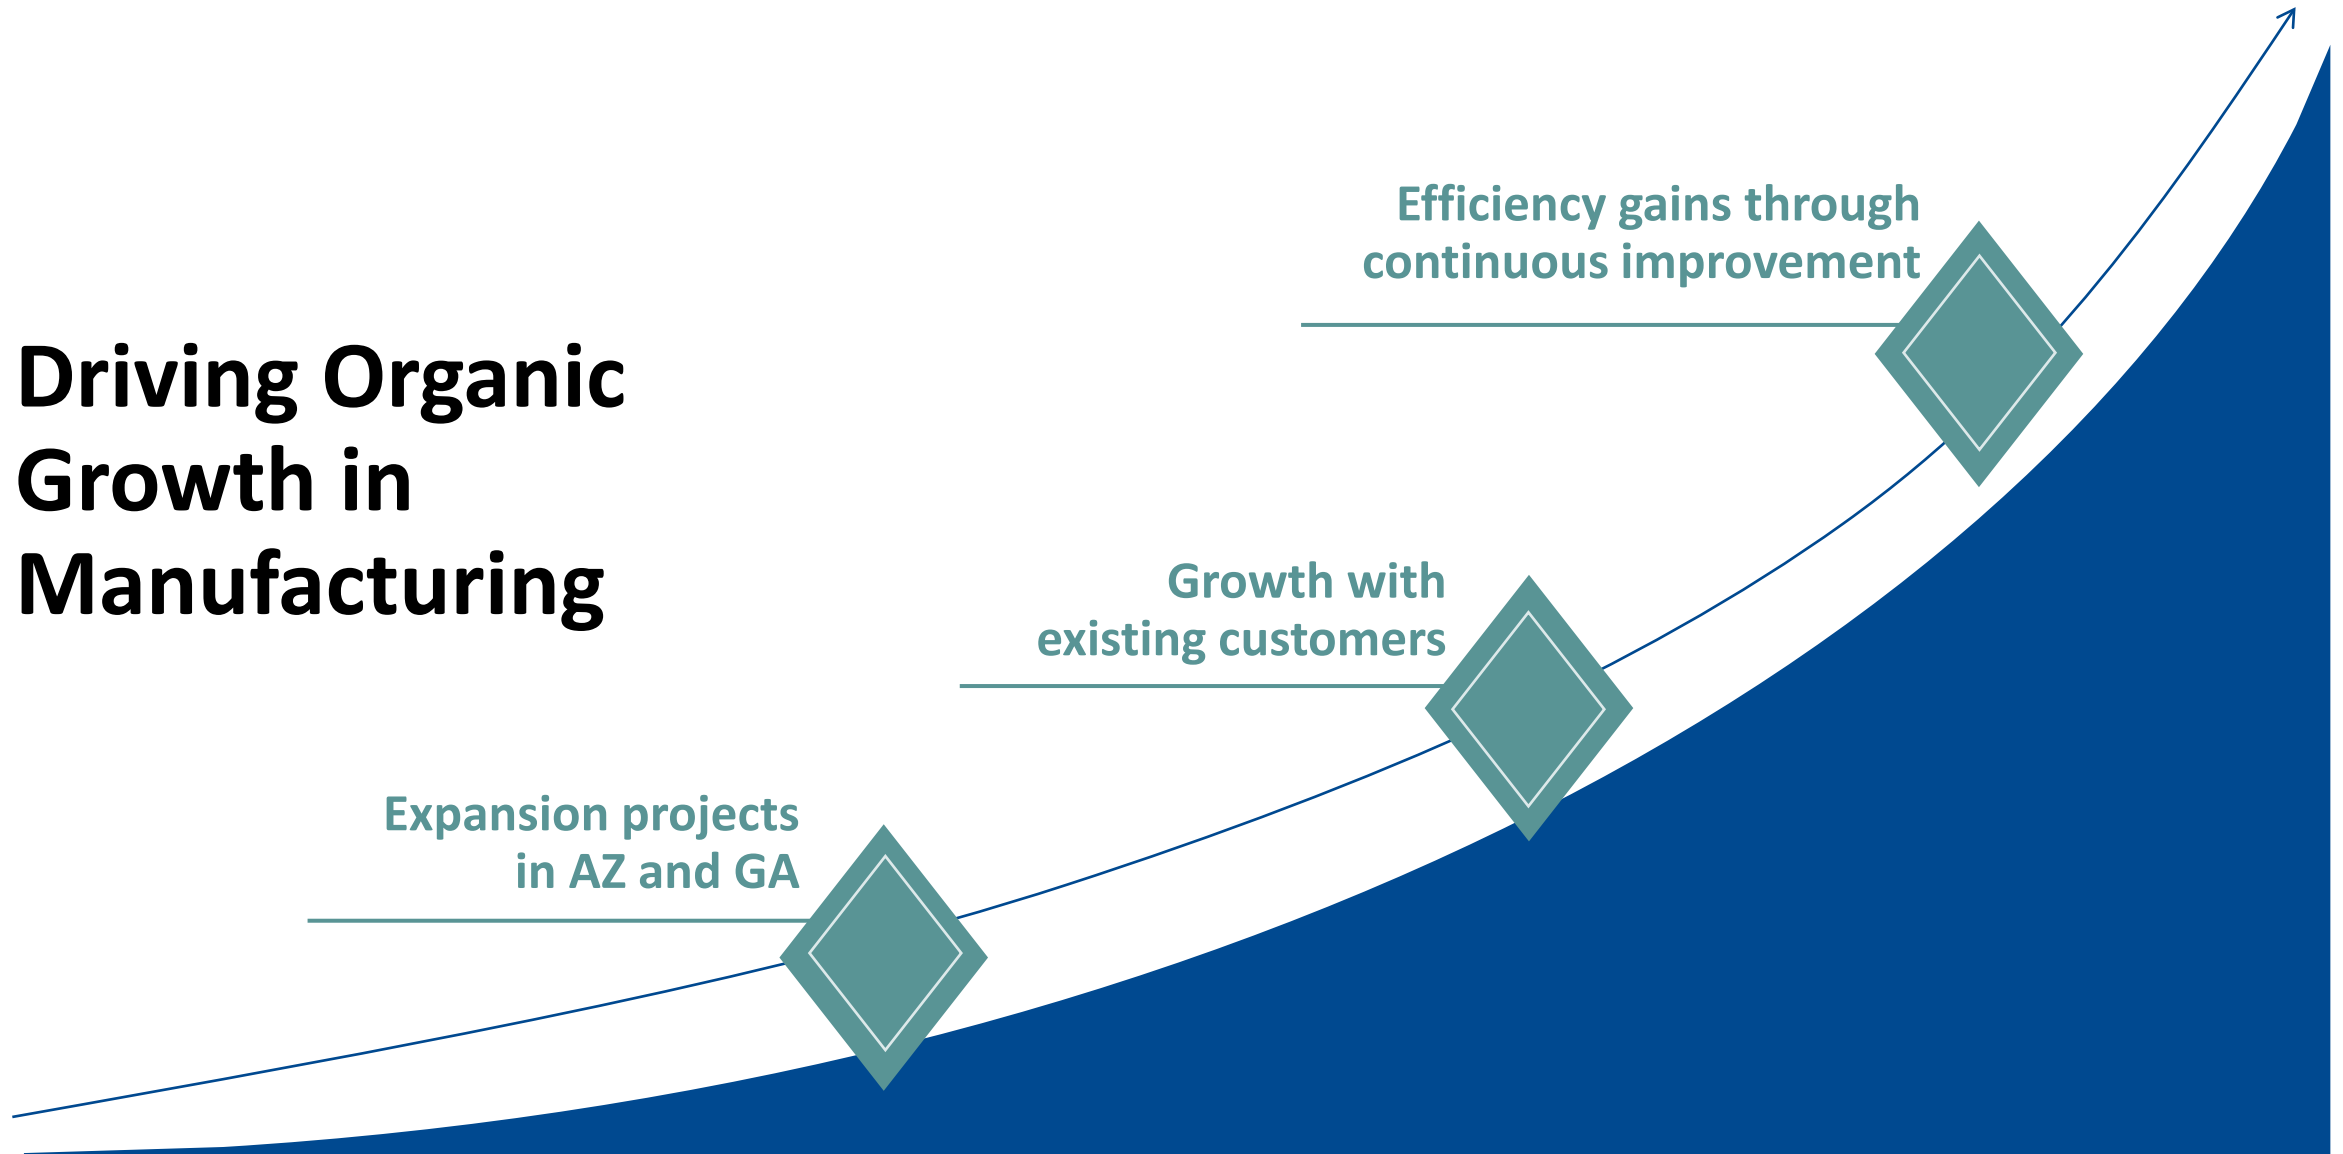 Driving Organic
Growth in
Manufacturing
Efficiency gains through
continuous improvement
Growth with
existing customers
Expansion projects
in AZ and GA